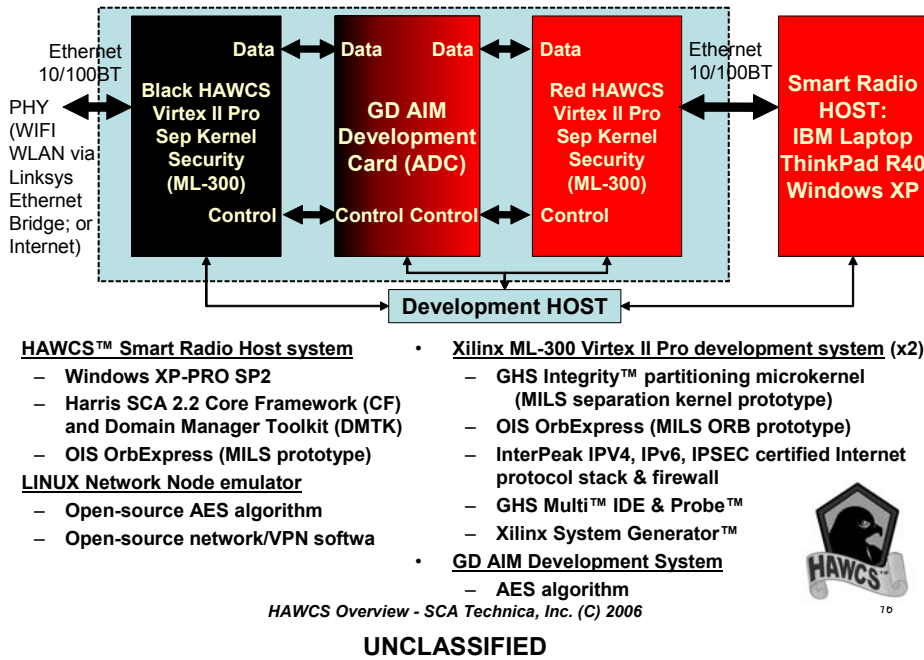 Ethernet
10/100BT
PHY
(WIFI
WLAN via
Linksys
Ethernet
Bridge; or
Internet)
Data
Black HAWCS
Virtex II Pro
Sep Kernel
Security
(ML-300)
Control
Data Data
GD AIM
Development
Card (ADC)
Control Control
Data
Red HAWCS
Virtex II Pro
Sep Kernel
Security
(ML-300)
Control
Ethernet
10/100BT
Smart Radio
HOST:
IBM Laptop
ThinkPad R40
Windows XP
Development HOST
HAWCS™ Smart Radio Host system
– Windows XP-PRO SP2
– Harris SCA 2.2 Core Framework (CF)
and Domain Manager Toolkit (DMTK)
– OIS OrbExpress (MILS prototype)
LINUX Network Node emulator
– Open-source AES algorithm
– Open-source network/VPN softwa
• Xilinx ML-300 Virtex II Pro development system (x2)
– GHS Integrity™ partitioning microkernel
(MILS separation kernel prototype)
– OIS OrbExpress (MILS ORB prototype)
– InterPeak IPV4, IPv6, IPSEC certified Internet
protocol stack & firewall
– GHS Multi™ IDE & Probe™
– Xilinx System Generator™
• GD AIM Development System
– AES algorithm
HAWCS™
HAWCS Overview - SCA Technica, Inc. (C) 2006
16
UNCLASSIFIED